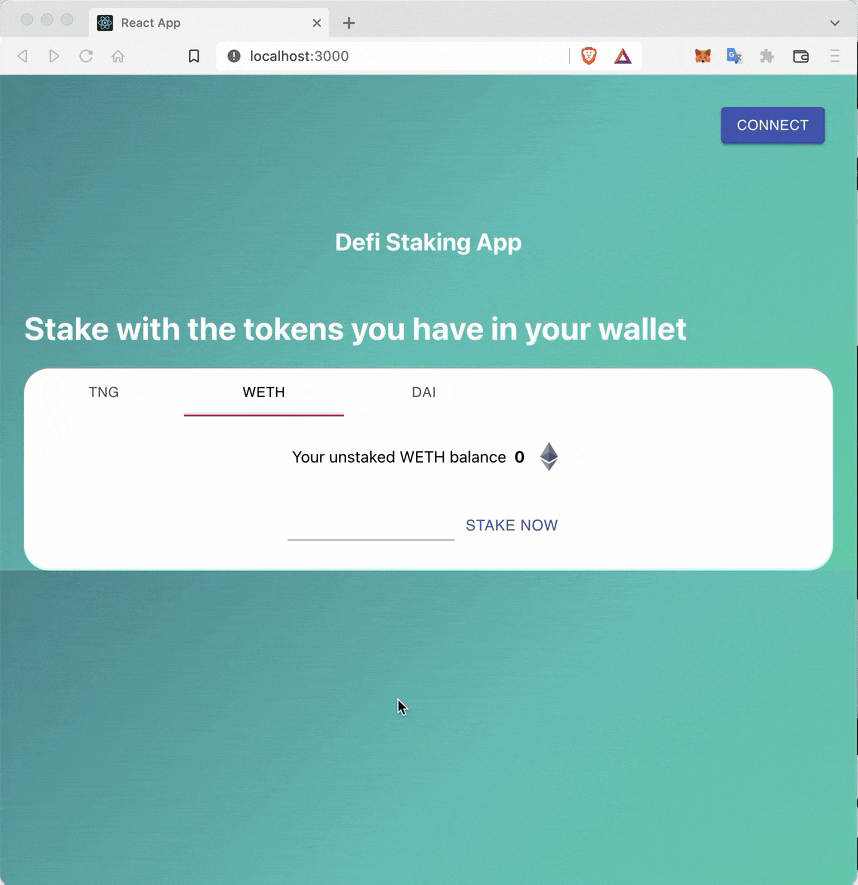 React App
localhost:3000
CONNECT
Defi Staking App
Stake with the tokens you have in your wallet
TNG WETH DAI
Your unstaked WETH balance 0
STAKE NOW